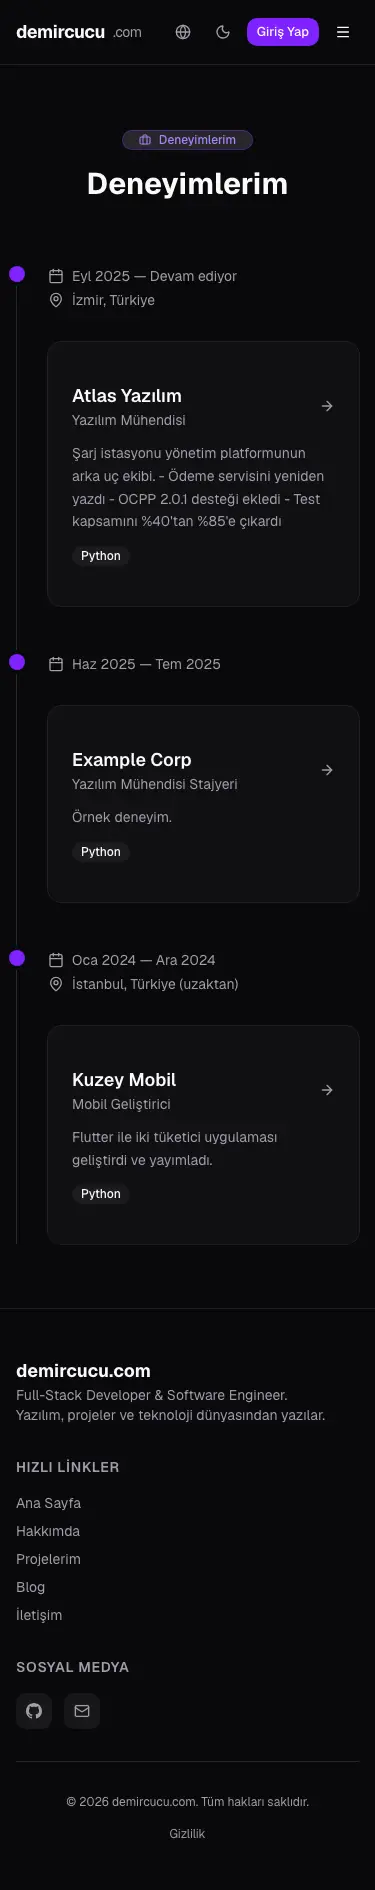 demircucu .com Giriş Yap
Deneyimlerim
Deneyimlerim
Eyl 2025 — Devam ediyor
İzmir, Türkiye
Atlas Yazılım
Yazılım Mühendisi
Şarj istasyonu yönetim platformunun
arka uç ekibi. - Ödeme servisini yeniden
yazdı - OCPP 2.0.1 desteği ekledi - Test
kapsamını %40'tan %85'e çıkardı
Python
Haz 2025 — Tem 2025
Example Corp
Yazılım Mühendisi Stajyeri
Örnek deneyim.
Python
Oca 2024 — Ara 2024
İstanbul, Türkiye (uzaktan)
Kuzey Mobil
Mobil Geliştirici
Flutter ile iki tüketici uygulaması
geliştirdi ve yayımladı.
Python
demircucu.com
Full-Stack Developer & Software Engineer.
Yazılım, projeler ve teknoloji dünyasından yazılar.
HIZLI LİNKLER
Ana Sayfa
Hakkımda
Projelerim
Blog
İletişim
SOSYAL MEDYA
© 2026 demircucu.com. Tüm hakları saklıdır.
Gizlilik